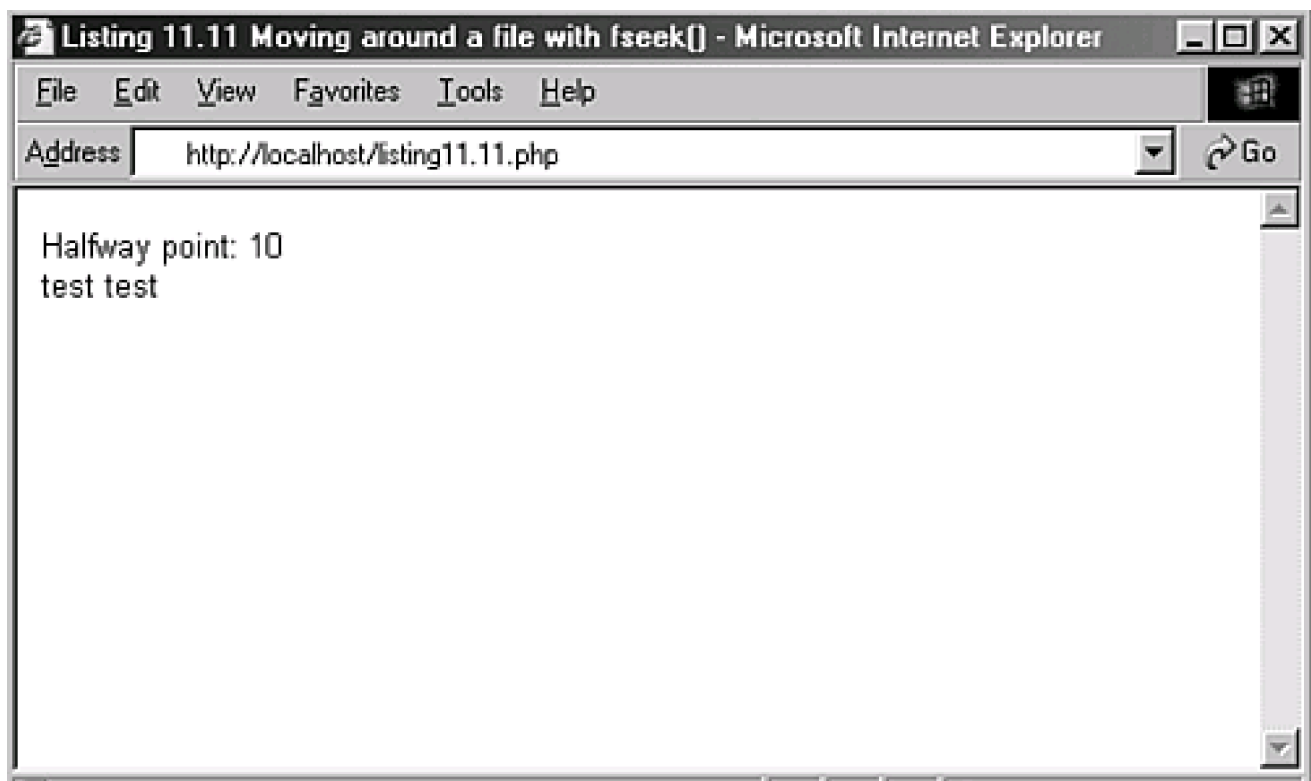 Listing 11.11 Moving around a file with fseek() - Microsoft Internet Explorer
File Edit View Favorites Tools Help
Address http://localhost/listing11.11.php Go
Halfway point: 10
test test